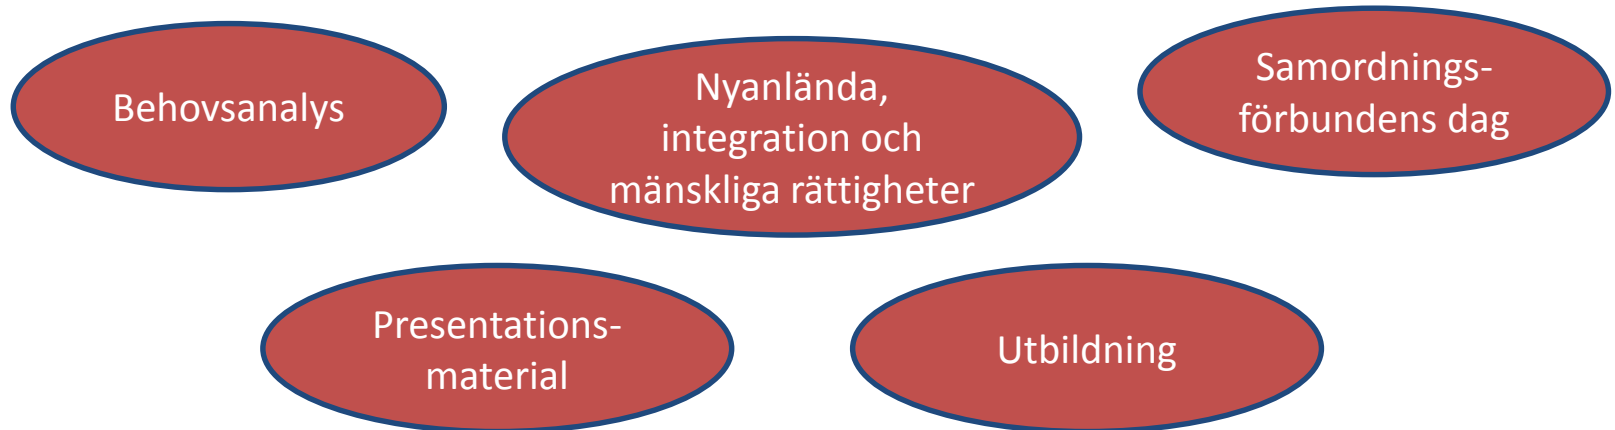 Behovsanalys
Nyanlända,
integration och
mänskliga rättigheter
Samordnings-
förbundens dag
Presentations-
material
Utbildning